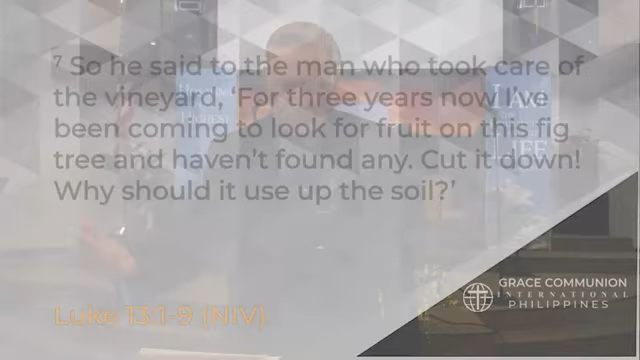 ⁷ So he said to the man who took care of
the vineyard, 'For three years now I've
been coming to look for fruit on this fig
tree and haven't found any. Cut it down!
Why should it use up the soil?'
Luke 13:1-9 (NIV)
GRACE COMMUNION
INTERNATIONAL
PHILIPPINES
I AM